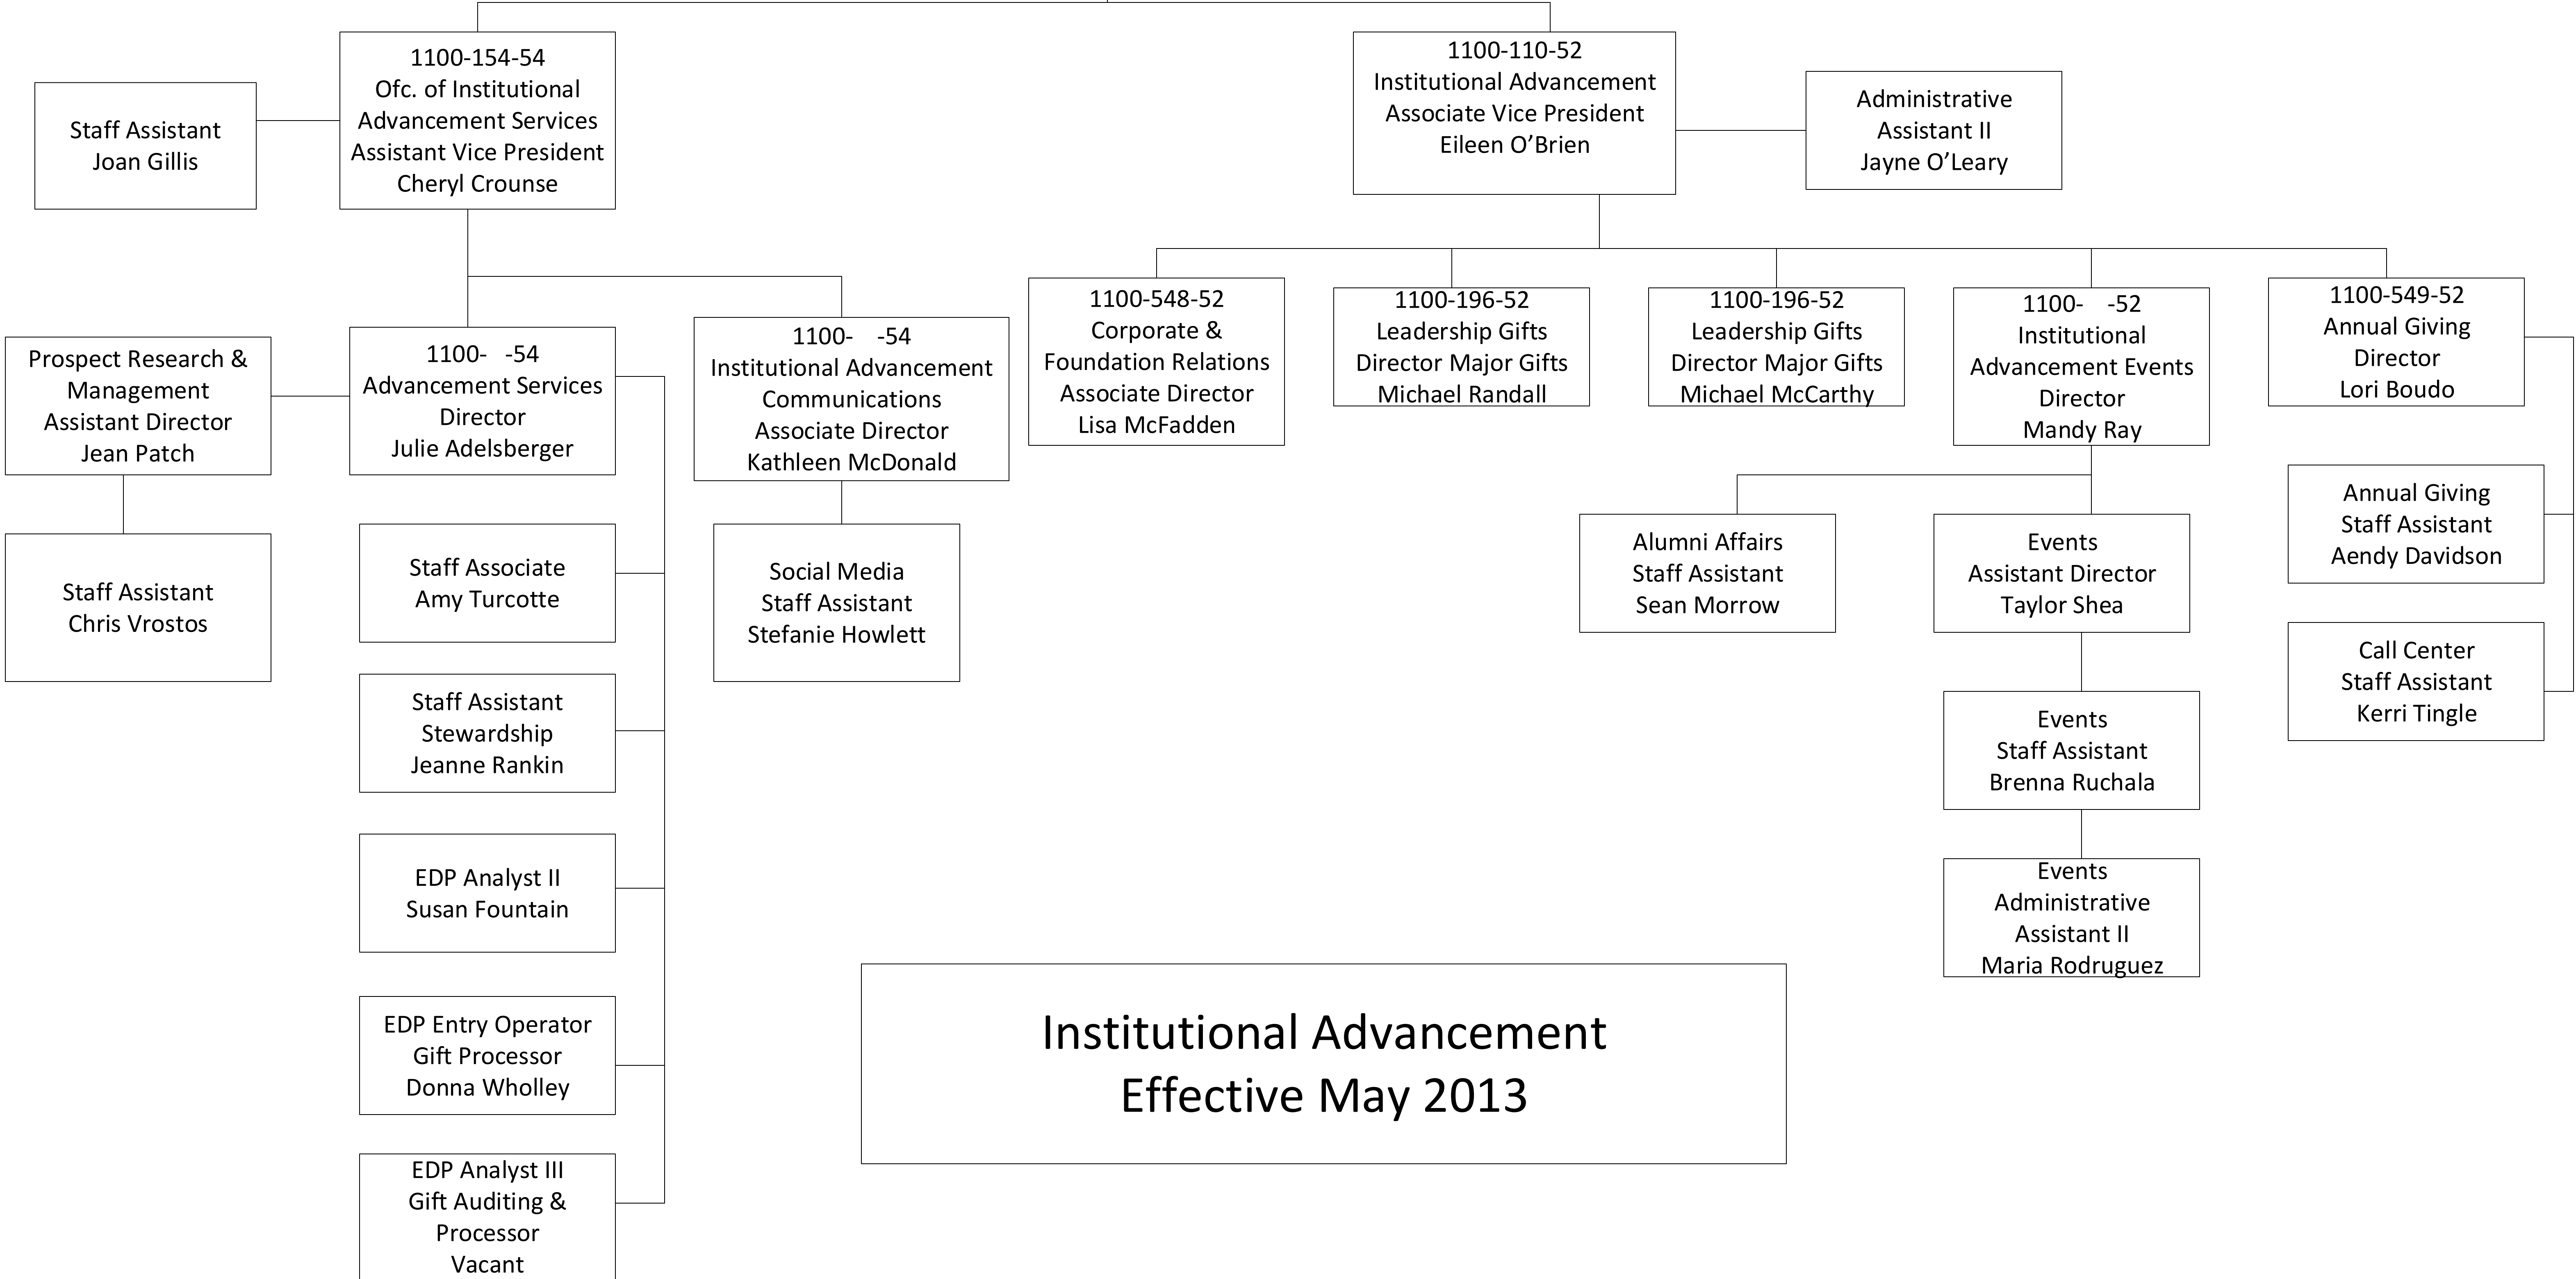 1100-154-54
Ofc. of Institutional
Advancement Services
Assistant Vice President
Cheryl Crounse
Staff Assistant
Joan Gillis
1100-110-52
Institutional Advancement
Associate Vice President
Eileen O’Brien
Administrative
Assistant II
Jayne O’Leary
Prospect Research &
Management
Assistant Director
Jean Patch
1100-   -54
Advancement Services
Director
Julie Adelsberger
1100-    -54
Institutional Advancement
Communications
Associate Director
Kathleen McDonald
1100-548-52
Corporate &
Foundation Relations
Associate Director
Lisa McFadden
1100-196-52
Leadership Gifts
Director Major Gifts
Michael Randall
1100-196-52
Leadership Gifts
Director Major Gifts
Michael McCarthy
1100-    -52
Institutional
Advancement Events
Director
Mandy Ray
1100-549-52
Annual Giving
Director
Lori Boudo
Staff Assistant
Chris Vrostos
Staff Associate
Amy Turcotte
Social Media
Staff Assistant
Stefanie Howlett
Alumni Affairs
Staff Assistant
Sean Morrow
Events
Assistant Director
Taylor Shea
Annual Giving
Staff Assistant
Aendy Davidson
Staff Assistant
Stewardship
Jeanne Rankin
Events
Staff Assistant
Brenna Ruchala
Call Center
Staff Assistant
Kerri Tingle
EDP Analyst II
Susan Fountain
Events
Administrative
Assistant II
Maria Rodruguez
EDP Entry Operator
Gift Processor
Donna Wholley
Institutional Advancement
Effective May 2013
EDP Analyst III
Gift Auditing &
Processor
Vacant